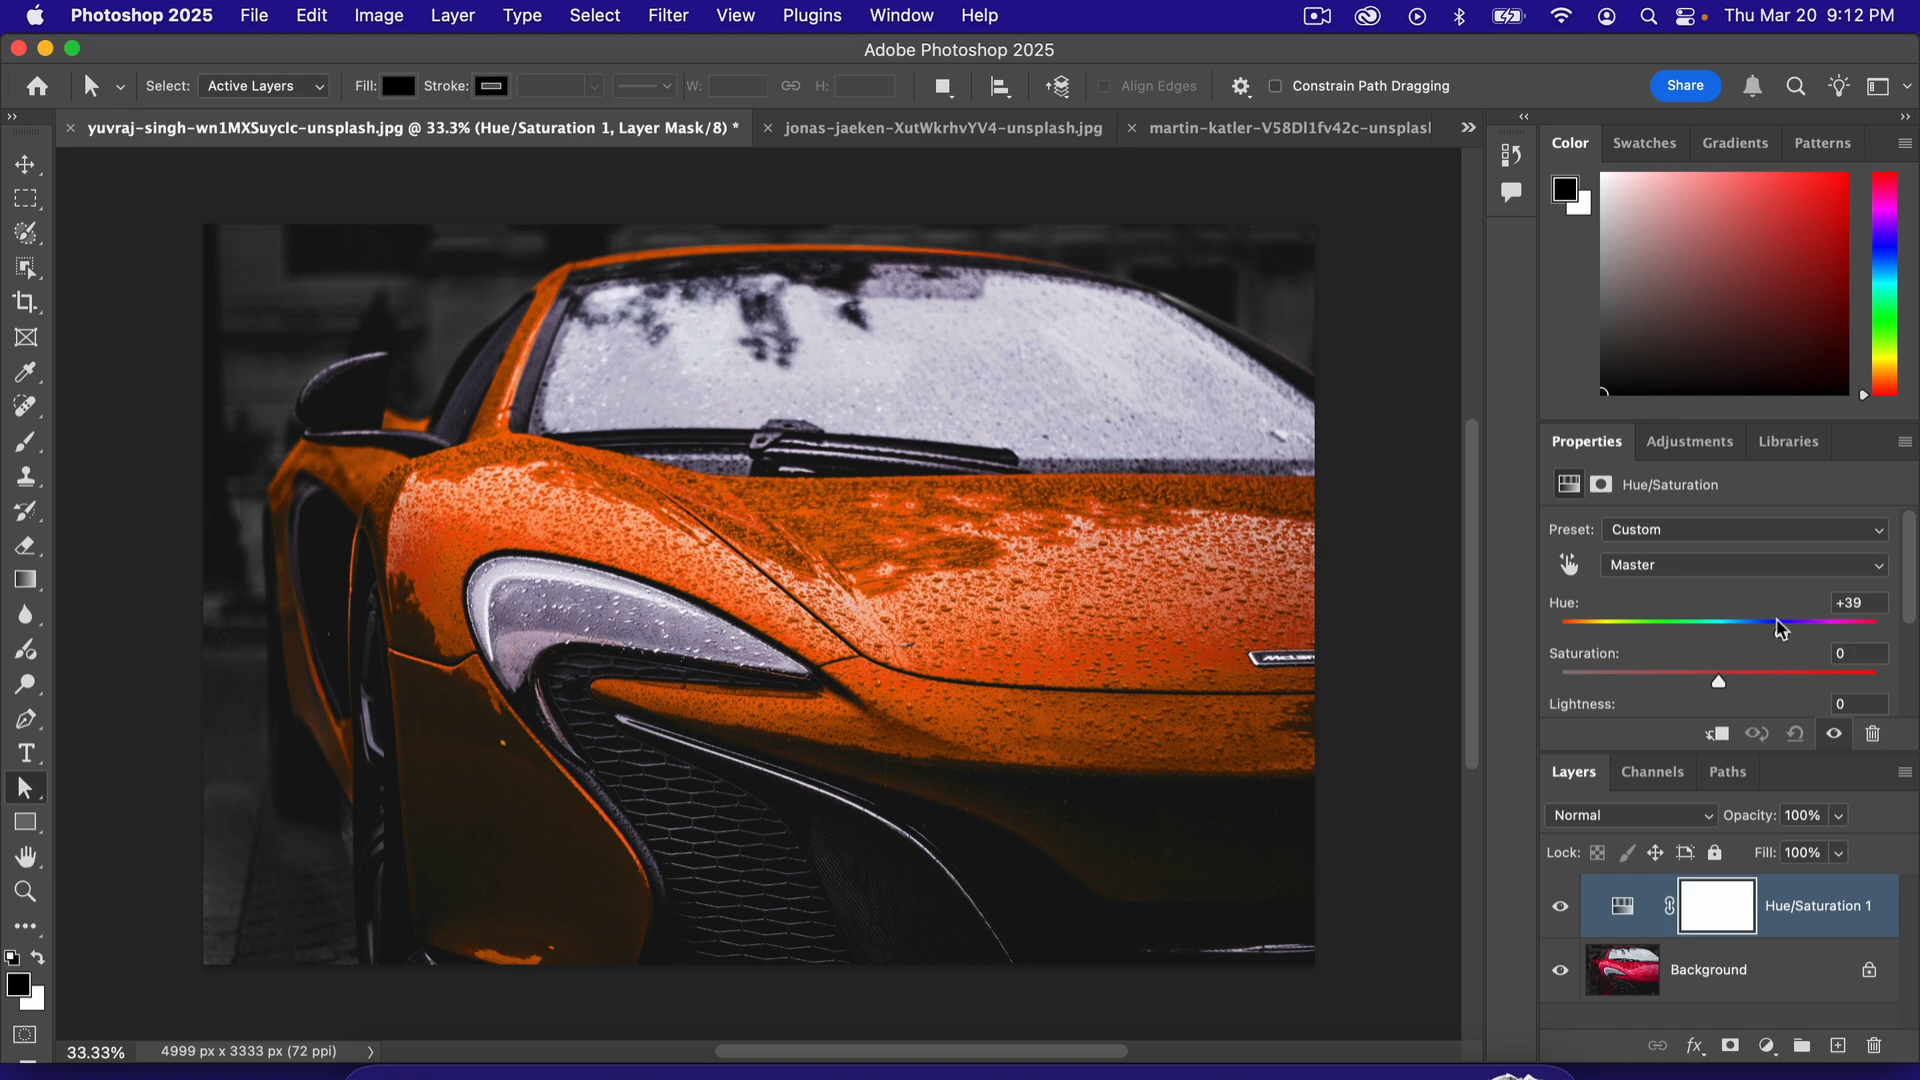 Photoshop 2025 File Edit Image Layer Type Select Filter View Plugins Window Help Thu Mar 20 9:12 PM
Adobe Photoshop 2025
Select: Active Layers Fill: Stroke: W: H: Align Edges Constrain Path Dragging Share
yuvraj-singh-wn1MXSuycIc-unsplash.jpg @ 33.3% (Hue/Saturation 1, Layer Mask/8) * jonas-jaeken-XutWkrhvYV4-unsplash.jpg martin-katler-V58Dl1fv42c-unsplasl
Color Swatches Gradients Patterns
Properties Adjustments Libraries
Hue/Saturation
Preset: Custom
Master
Hue: +39
Saturation: 0
Lightness: 0
Layers Channels Paths
Normal Opacity: 100%
Lock: Fill: 100%
Hue/Saturation 1
Background
fx
33.33% 4999 px x 3333 px (72 ppi)